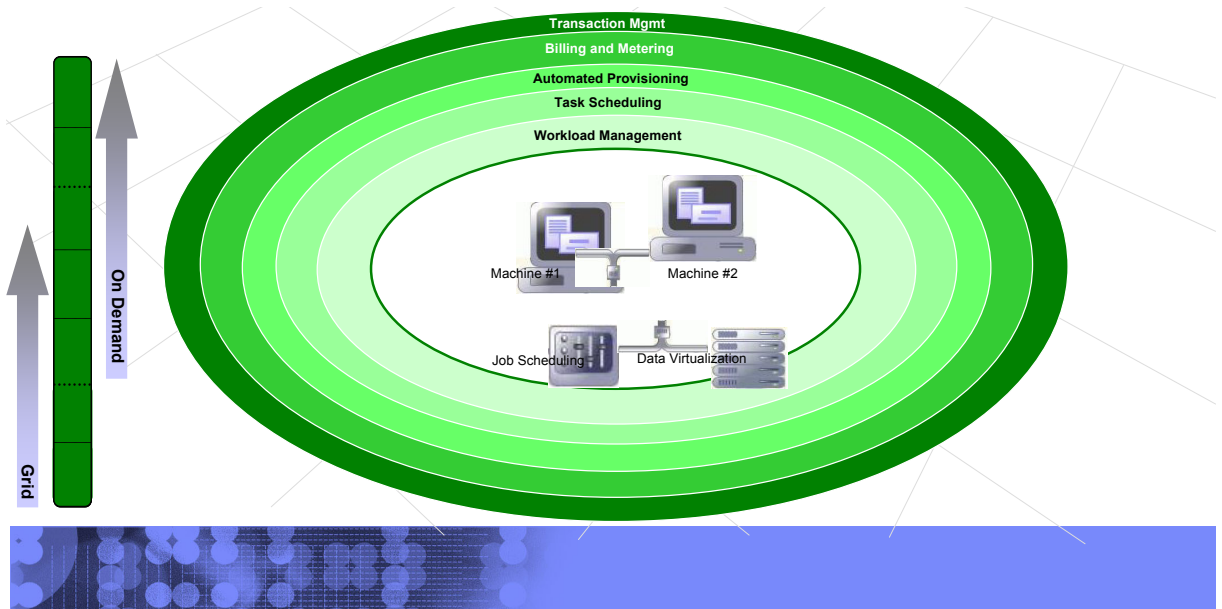 Transaction Mgmt
Billing and Metering
Automated Provisioning
Task Scheduling
Workload Management
Machine #1
Machine #2
Job Scheduling
Data Virtualization
On Demand
Grid